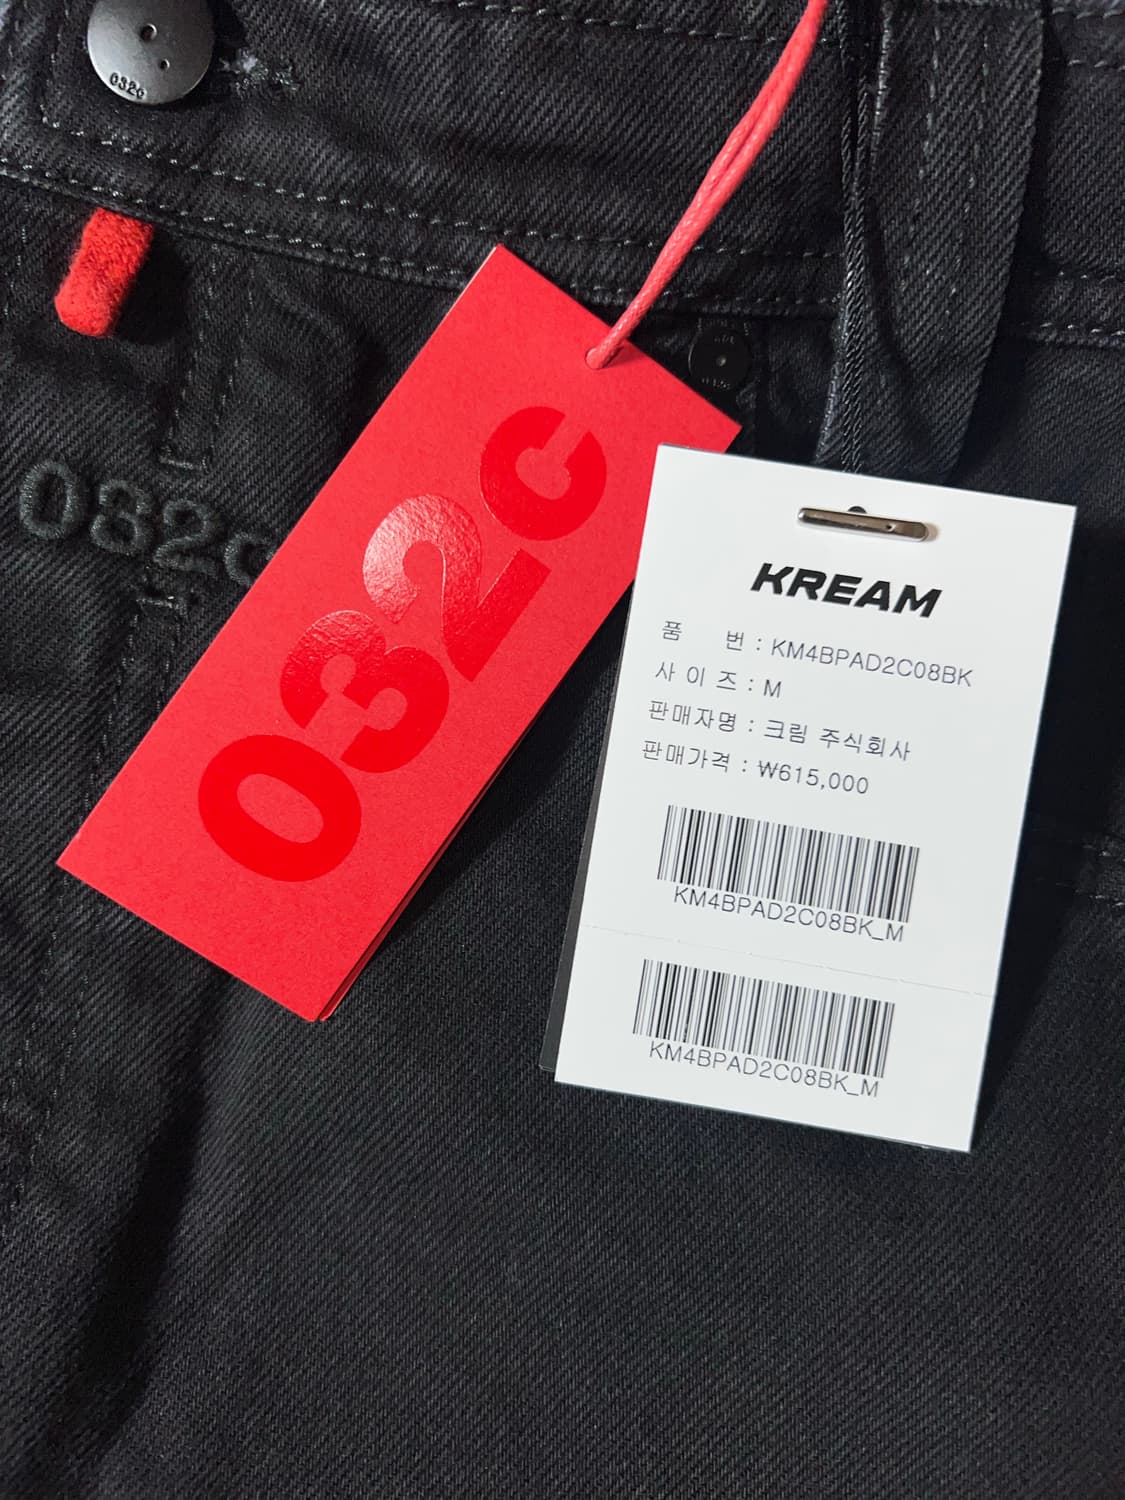 032c
032c
032c
KREAM
품 번 : KM4BPAD2C08BK
사 이 즈 : M
판매자명 : 크림 주식회사
판매가격 : ₩615,000
KM4BPAD2C08BK_M
KM4BPAD2C08BK_M